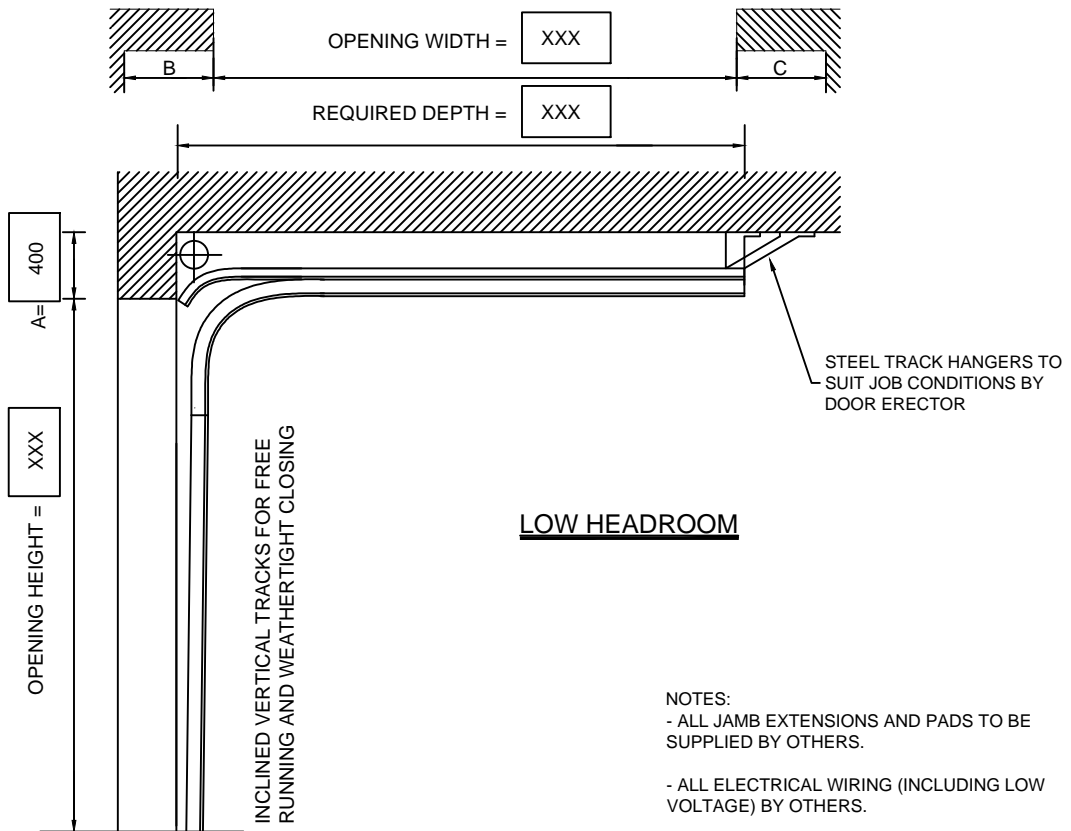 OPENING WIDTH = XXX
B
C
REQUIRED DEPTH = XXX
A= 400
OPENING HEIGHT = XXX
INCLINED VERTICAL TRACKS FOR FREE
RUNNING AND WEATHERTIGHT CLOSING
STEEL TRACK HANGERS TO
SUIT JOB CONDITIONS BY
DOOR ERECTOR
LOW HEADROOM
NOTES:
- ALL JAMB EXTENSIONS AND PADS TO BE
SUPPLIED BY OTHERS.
- ALL ELECTRICAL WIRING (INCLUDING LOW
VOLTAGE) BY OTHERS.